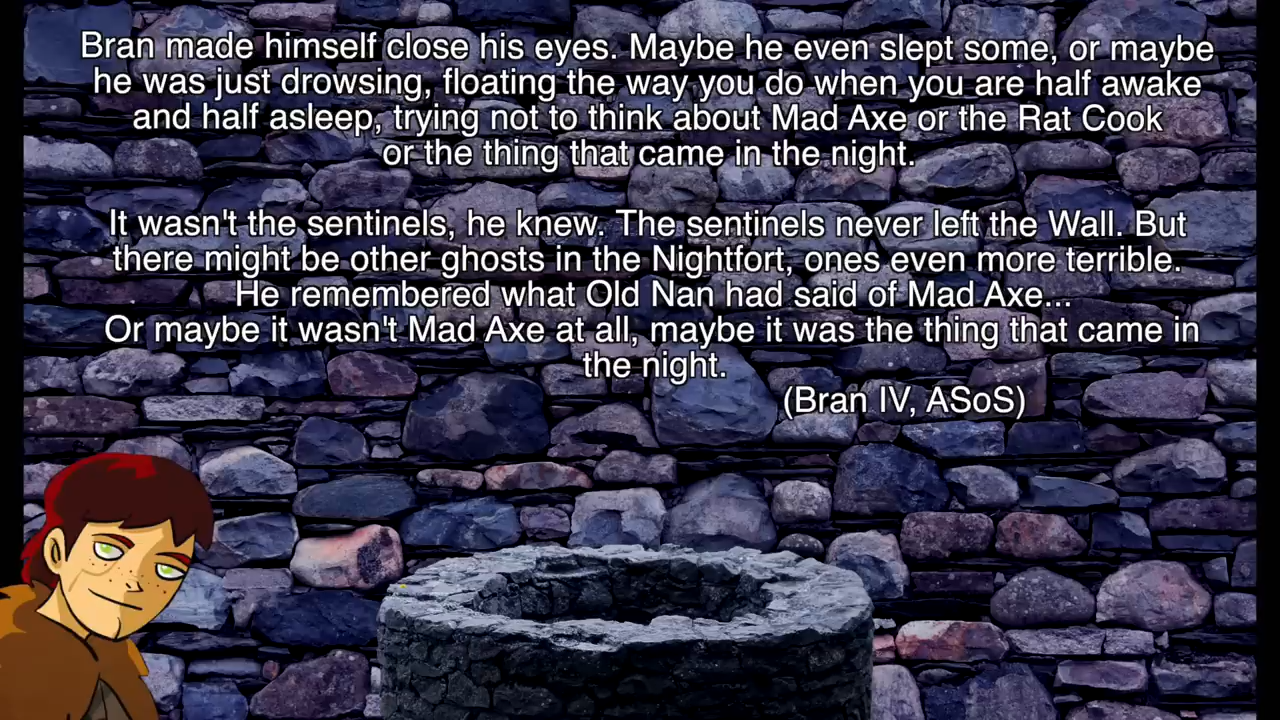 Bran made himself close his eyes. Maybe he even slept some, or maybe
he was just drowsing, floating the way you do when you are half awake
and half asleep, trying not to think about Mad Axe or the Rat Cook
or the thing that came in the night.
It wasn't the sentinels, he knew. The sentinels never left the Wall. But
there might be other ghosts in the Nightfort, ones even more terrible.
He remembered what Old Nan had said of Mad Axe...
Or maybe it wasn't Mad Axe at all, maybe it was the thing that came in
the night.
(Bran IV, ASoS)